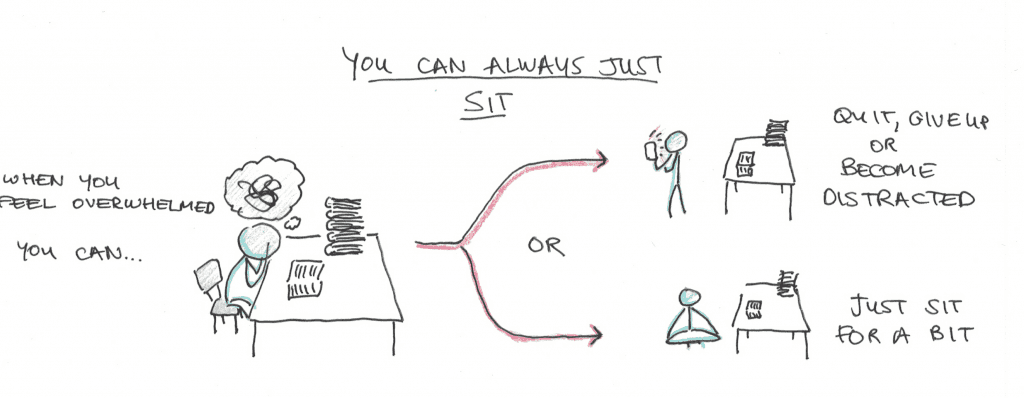 YOU CAN ALWAYS JUST
SIT
WHEN YOU
FEEL OVERWHELMED
YOU CAN...
OR
QUIT, GIVE UP
OR
BECOME
DISTRACTED
JUST SIT
FOR A BIT